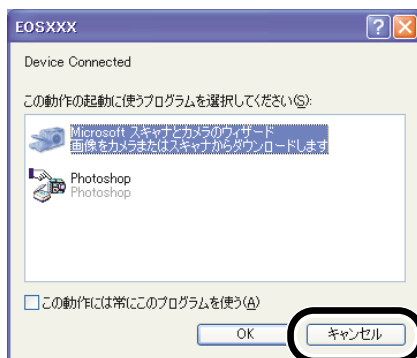 EOSXXX
Device Connected
この動作の起動に使うプログラムを選択してください(S):
Microsoft スキャナとカメラのウィザード
画像をカメラまたはスキャナからダウンロードします
Photoshop
Photoshop
この動作には常にこのプログラムを使う(A)
OK
キャンセル